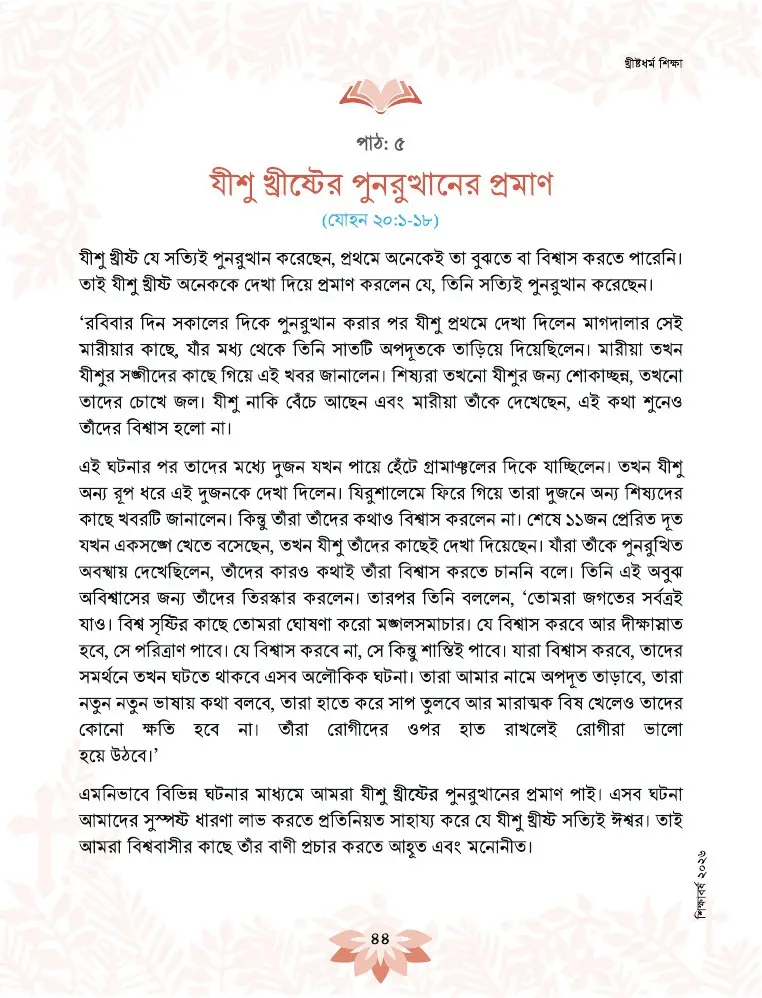 খ্রীষ্টধর্ম শিক্ষা
পাঠ: ৫
যীশু খ্রীষ্টের পুনরুত্থানের প্রমাণ
(যোহন ২০:১-১৮)
যীশু খ্রীষ্ট যে সত্যিই পুনরুত্থান করেছেন, প্রথমে অনেকেই তা বুঝতে বা বিশ্বাস করতে পারেনি।
তাই যীশু খ্রীষ্ট অনেককে দেখা দিয়ে প্রমাণ করলেন যে, তিনি সত্যিই পুনরুত্থান করেছেন।
‘রবিবার দিন সকালের দিকে পুনরুত্থান করার পর যীশু প্রথমে দেখা দিলেন মাগদালার সেই
মারীয়ার কাছে, যাঁর মধ্য থেকে তিনি সাতটি অপদূতকে তাড়িয়ে দিয়েছিলেন। মারীয়া তখন
যীশুর সঙ্গীদের কাছে গিয়ে এই খবর জানালেন। শিষ্যরা তখনো যীশুর জন্য শোকাচ্ছন্ন, তখনো
তাদের চোখে জল। যীশু নাকি বেঁচে আছেন এবং মারীয়া তাঁকে দেখেছেন, এই কথা শুনেও
তাঁদের বিশ্বাস হলো না।
এই ঘটনার পর তাদের মধ্যে দুজন যখন পায়ে হেঁটে গ্রামাঞ্চলের দিকে যাচ্ছিলেন। তখন যীশু
অন্য রূপ ধরে এই দুজনকে দেখা দিলেন। যিরুশালেমে ফিরে গিয়ে তারা দুজনে অন্য শিষ্যদের
কাছে খবরটি জানালেন। কিন্তু তাঁরা তাঁদের কথাও বিশ্বাস করলেন না। শেষে ১১জন প্রেরিত দূত
যখন একসঙ্গে খেতে বসেছেন, তখন যীশু তাঁদের কাছেই দেখা দিয়েছেন। যাঁরা তাঁকে পুনরুত্থিত
অবস্থায় দেখেছিলেন, তাঁদের কারও কথাই তাঁরা বিশ্বাস করতে চাননি বলে। তিনি এই অবুঝ
অবিশ্বাসের জন্য তাঁদের তিরস্কার করলেন। তারপর তিনি বললেন, ‘তোমরা জগতের সর্বত্রই
যাও। বিশ্ব সৃষ্টির কাছে তোমরা ঘোষণা করো মঙ্গলসমাচার। যে বিশ্বাস করবে আর দীক্ষাস্নাত
হবে, সে পরিত্রাণ পাবে। যে বিশ্বাস করবে না, সে কিন্তু শাস্তিই পাবে। যারা বিশ্বাস করবে, তাদের
সমর্থনে তখন ঘটতে থাকবে এসব অলৌকিক ঘটনা। তারা আমার নামে অপদূত তাড়াবে, তারা
নতুন নতুন ভাষায় কথা বলবে, তারা হাতে করে সাপ তুলবে আর মারাত্মক বিষ খেলেও তাদের
কোনো ক্ষতি হবে না। তাঁরা রোগীদের ওপর হাত রাখলেই রোগীরা ভালো
হয়ে উঠবে।’
এমনিভাবে বিভিন্ন ঘটনার মাধ্যমে আমরা যীশু খ্রীষ্টের পুনরুত্থানের প্রমাণ পাই। এসব ঘটনা
আমাদের সুস্পষ্ট ধারণা লাভ করতে প্রতিনিয়ত সাহায্য করে যে যীশু খ্রীষ্ট সত্যিই ঈশ্বর। তাই
আমরা বিশ্ববাসীর কাছে তাঁর বাণী প্রচার করতে আহূত এবং মনোনীত।
শিক্ষাবর্ষ ২০২৬
৪৪